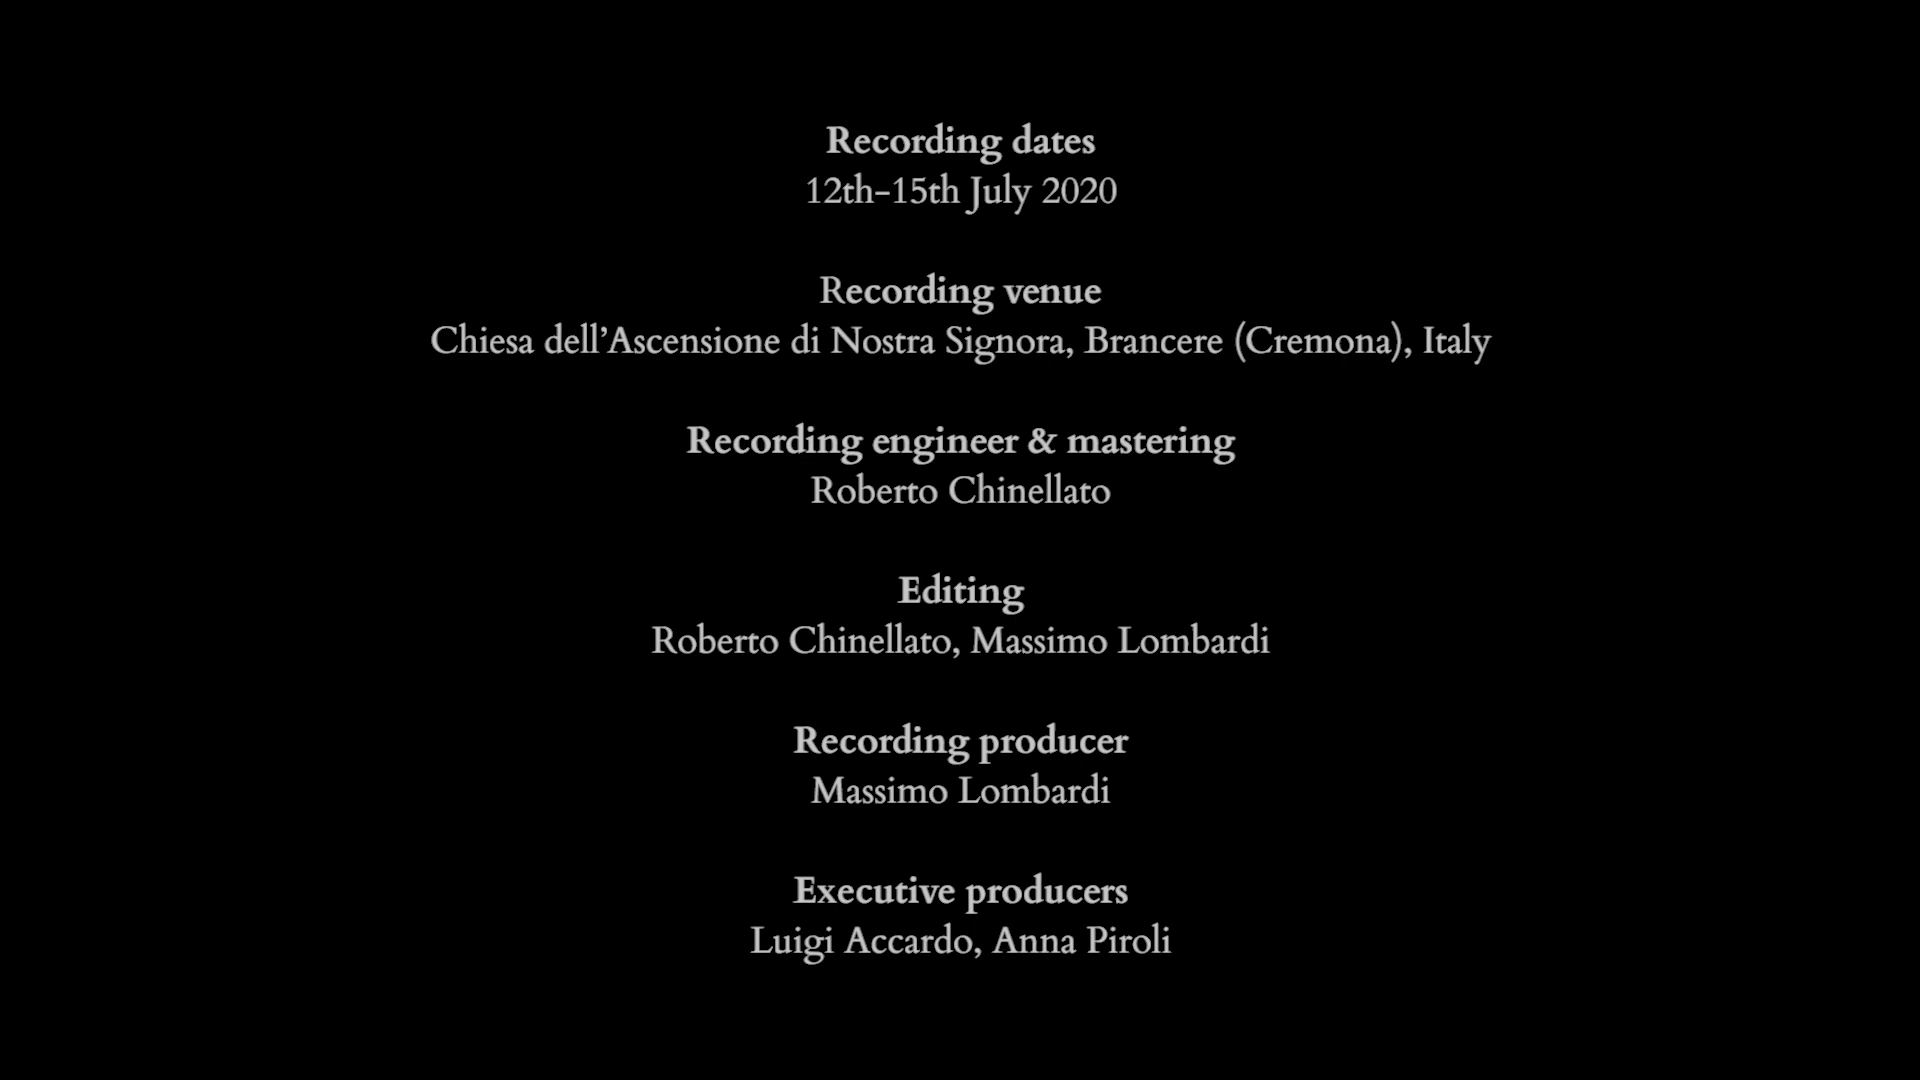 Recording dates
12th-15th July 2020
Recording venue
Chiesa dell’Ascensione di Nostra Signora, Brancere (Cremona), Italy
Recording engineer & mastering
Roberto Chinellato
Editing
Roberto Chinellato, Massimo Lombardi
Recording producer
Massimo Lombardi
Executive producers
Luigi Accardo, Anna Piroli